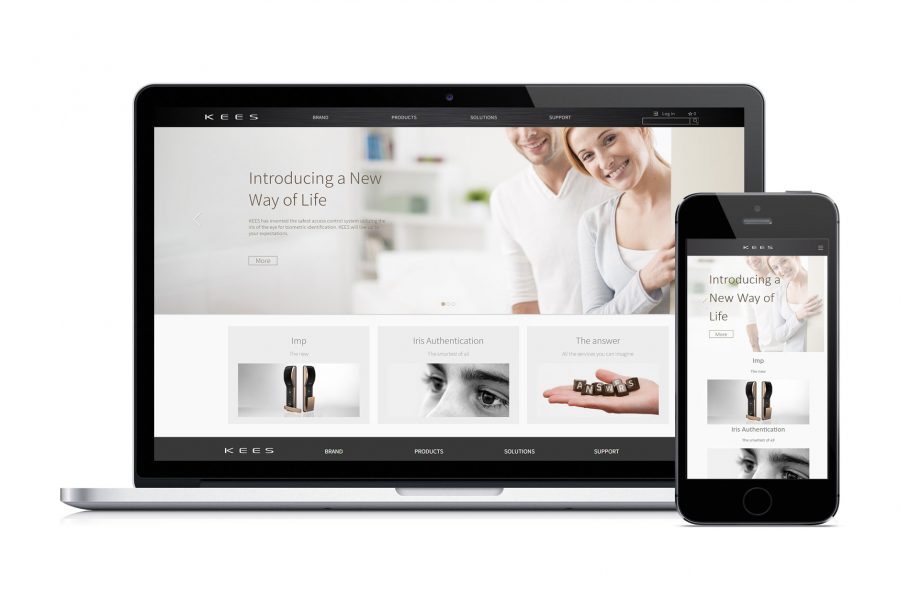 KEES
BRAND PRODUCTS SOLUTIONS SUPPORT
Log in 0
Introducing a New
Way of Life
KEES has invented the safest access control system utilizing the
iris of the eye for biometric identification. KEES will live up to
your expectations.
More
Imp
The new
Iris Authentication
The smartest of all
The answer
All the services you can imagine
ANSWERS
KEES BRAND PRODUCTS SOLUTIONS SUPPORT
KEES
Introducing a
New Way of
Life
More
Imp
The new
Iris Authentication
The smartest of all